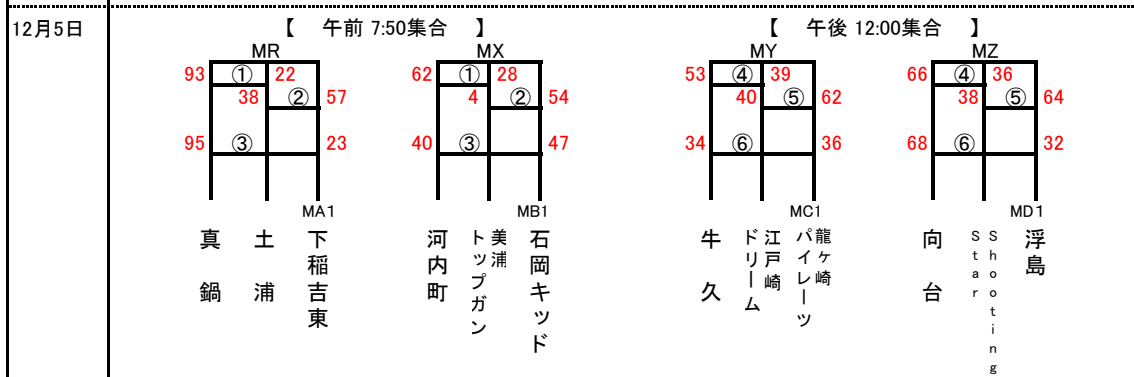 12月5日
【 午前 7:50集合 】
【 午後 12:00集合 】
MR
MX
MY
MZ
93 ① 22
62 ① 28
53 ④ 39
66 ④ 36
38 ② 57
4 ② 54
40 ⑤ 62
38 ⑤ 64
95 ③ 23
40 ③ 47
34 ⑥ 36
68 ⑥ 32
MA1
MB1
MC1
MD1
真鍋
土浦
下稲吉東
河内町
美浦
トップガン
石岡キッド
牛久
江戸崎
ドリーム
龍ヶ崎
パイレーツ
向台
Shooting
Star
浮島